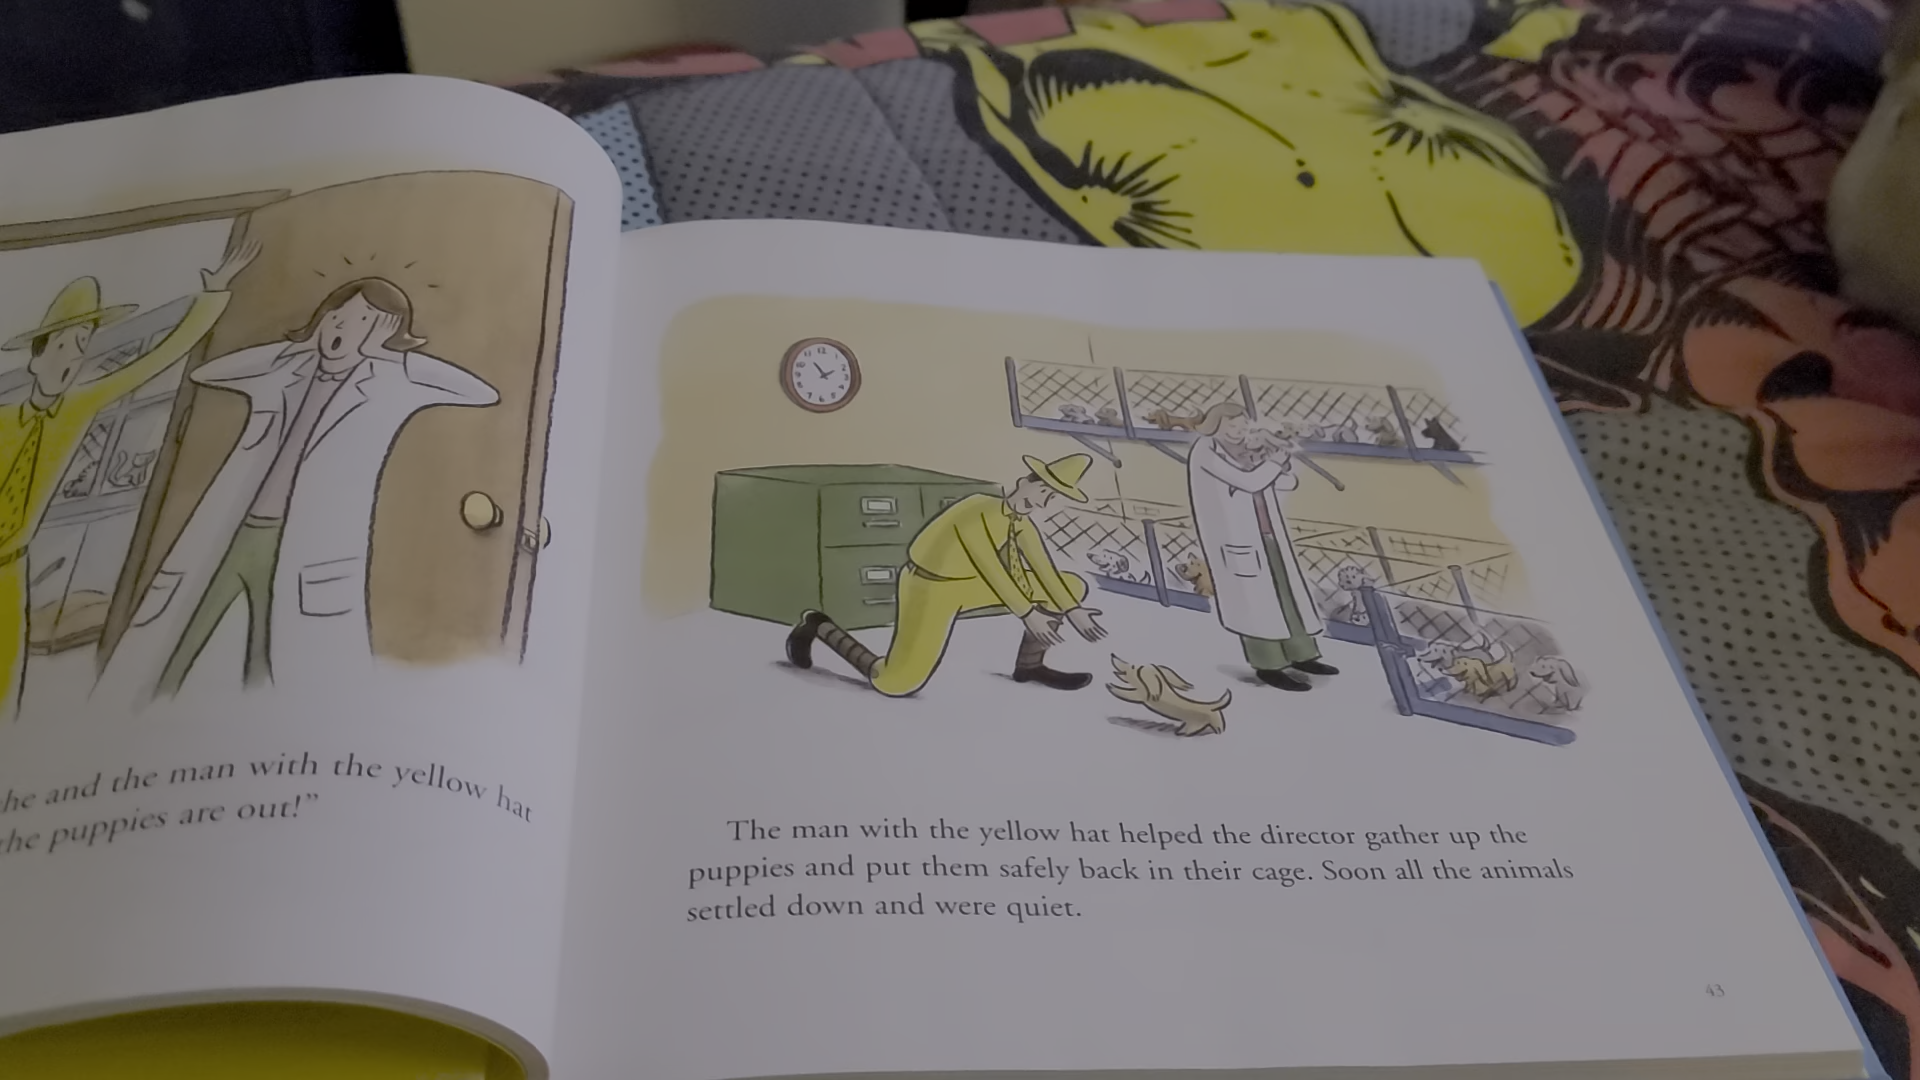 he and the man with the yellow hat
the puppies are out!”
The man with the yellow hat helped the director gather up the
puppies and put them safely back in their cage. Soon all the animals
settled down and were quiet.
43